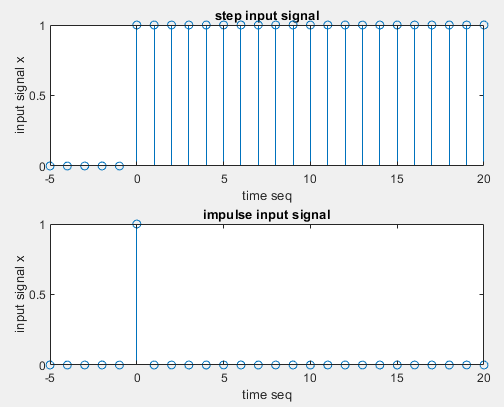 step input signal
1
0.5
0
input signal x
-5 0 5 10 15 20
time seq
impulse input signal
1
0.5
0
input signal x
-5 0 5 10 15 20
time seq